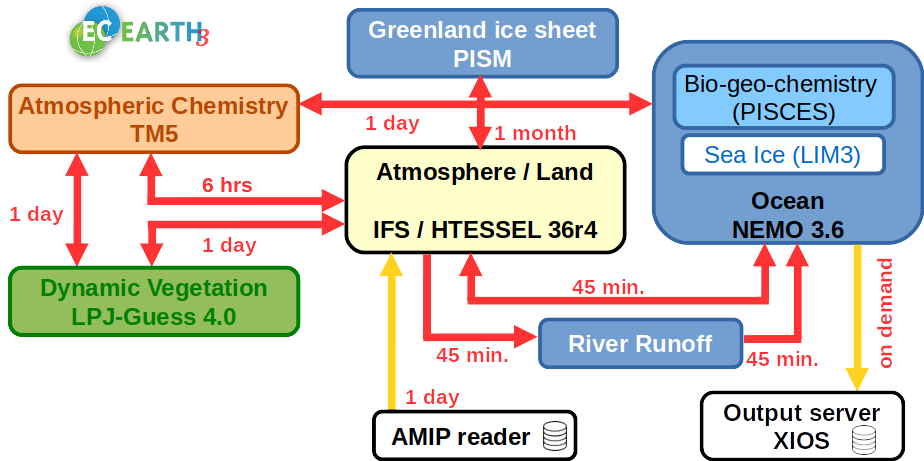 EC EARTH 3
Greenland ice sheet
PISM
Atmospheric Chemistry
TM5
Bio-geo-chemistry
(PISCES)
Sea Ice (LIM3)
Ocean
NEMO 3.6
1 day
1 month
Atmosphere / Land
IFS / HTESSEL 36r4
6 hrs
1 day
1 day
Dynamic Vegetation
LPJ-Guess 4.0
45 min.
on demand
River Runoff
45 min.
45 min.
1 day
AMIP reader
Output server
XIOS